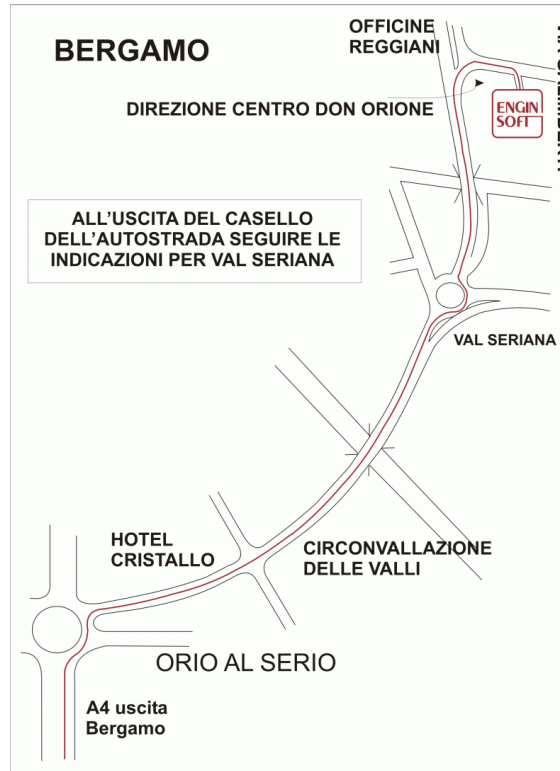 OFFICINE
REGGIANI
BERGAMO
DIREZIONE CENTRO DON ORIONE
ENGIN
SOFT
ALL'USCITA DEL CASELLO
DELL'AUTOSTRADA SEGUIRE LE
INDICAZIONI PER VAL SERIANA
VAL SERIANA
HOTEL
CRISTALLO
CIRCONVALLAZIONE
DELLE VALLI
ORIO AL SERIO
A4 uscita
Bergamo